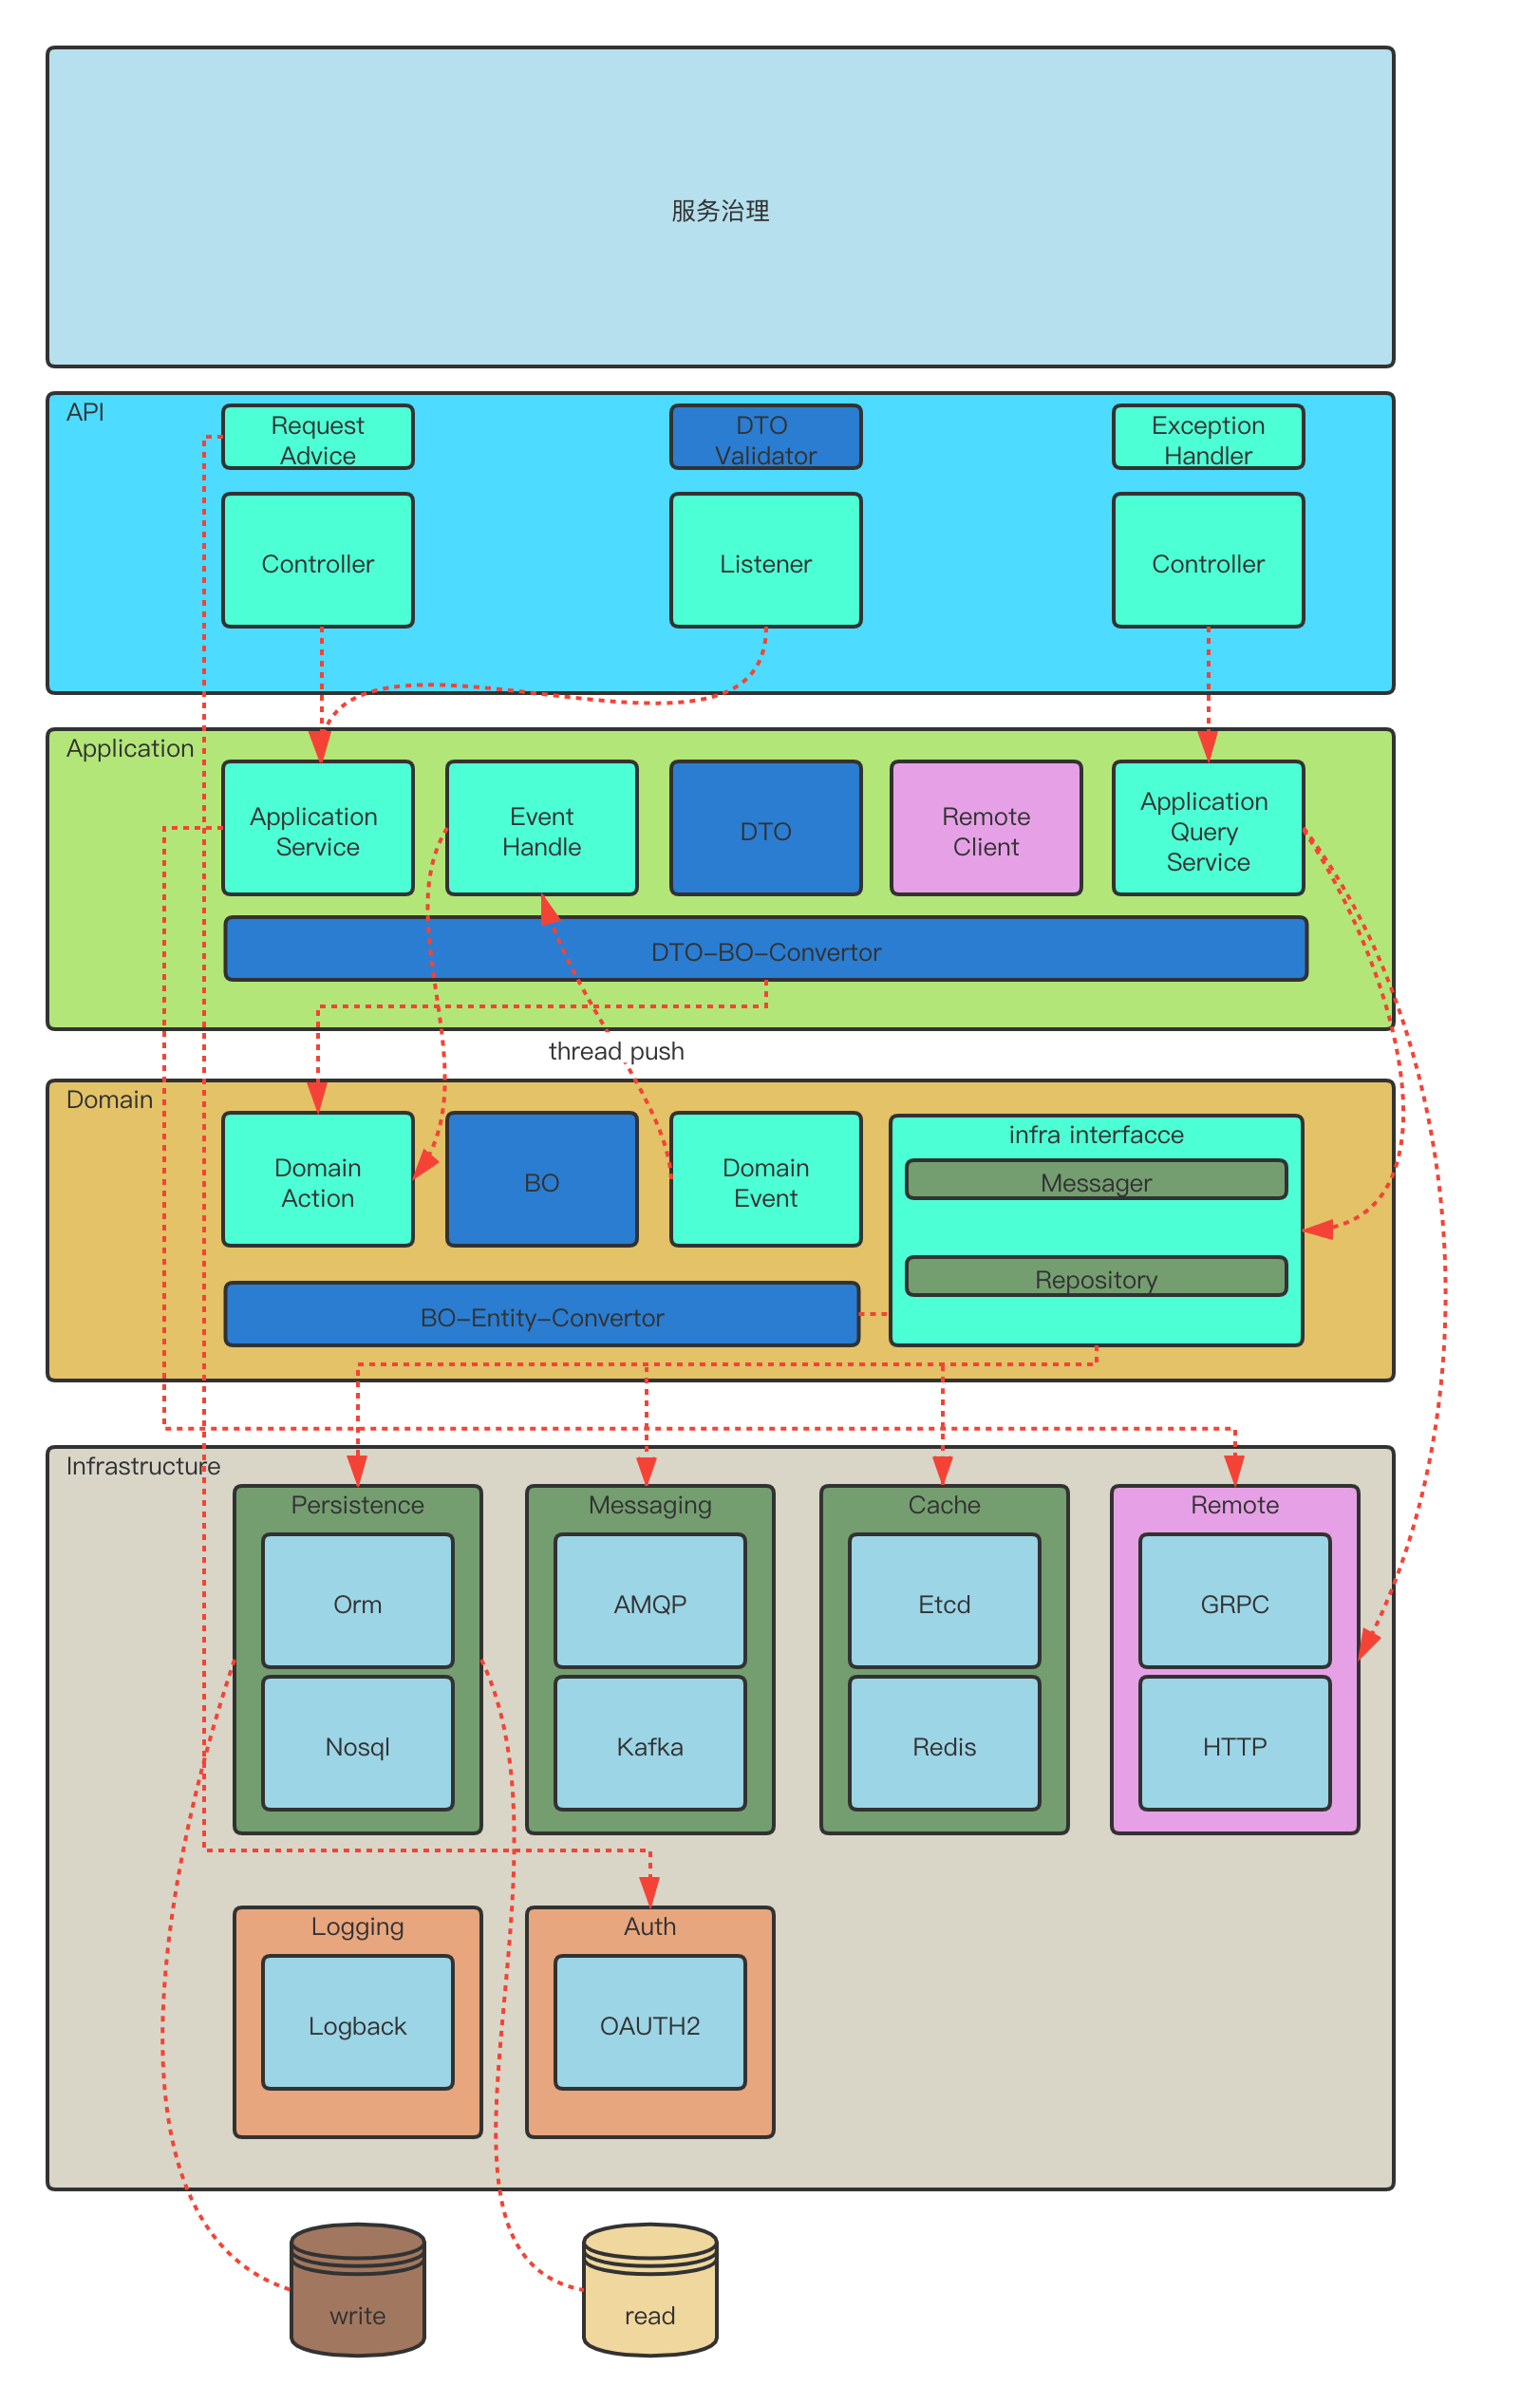 服务治理
API
Request
Advice
DTO
Validator
Exception
Handler
Controller
Listener
Controller
Application
Application
Service
Event
Handle
DTO
Remote
Client
Application
Query
Service
DTO-BO-Convertor
thread push
Domain
Domain
Action
BO
Domain
Event
infra interfacce
Messager
Repository
BO-Entity-Convertor
Infrastructure
Persistence
Messaging
Cache
Remote
Orm
AMQP
Etcd
GRPC
Nosql
Kafka
Redis
HTTP
Logging
Auth
Logback
OAUTH2
write
read